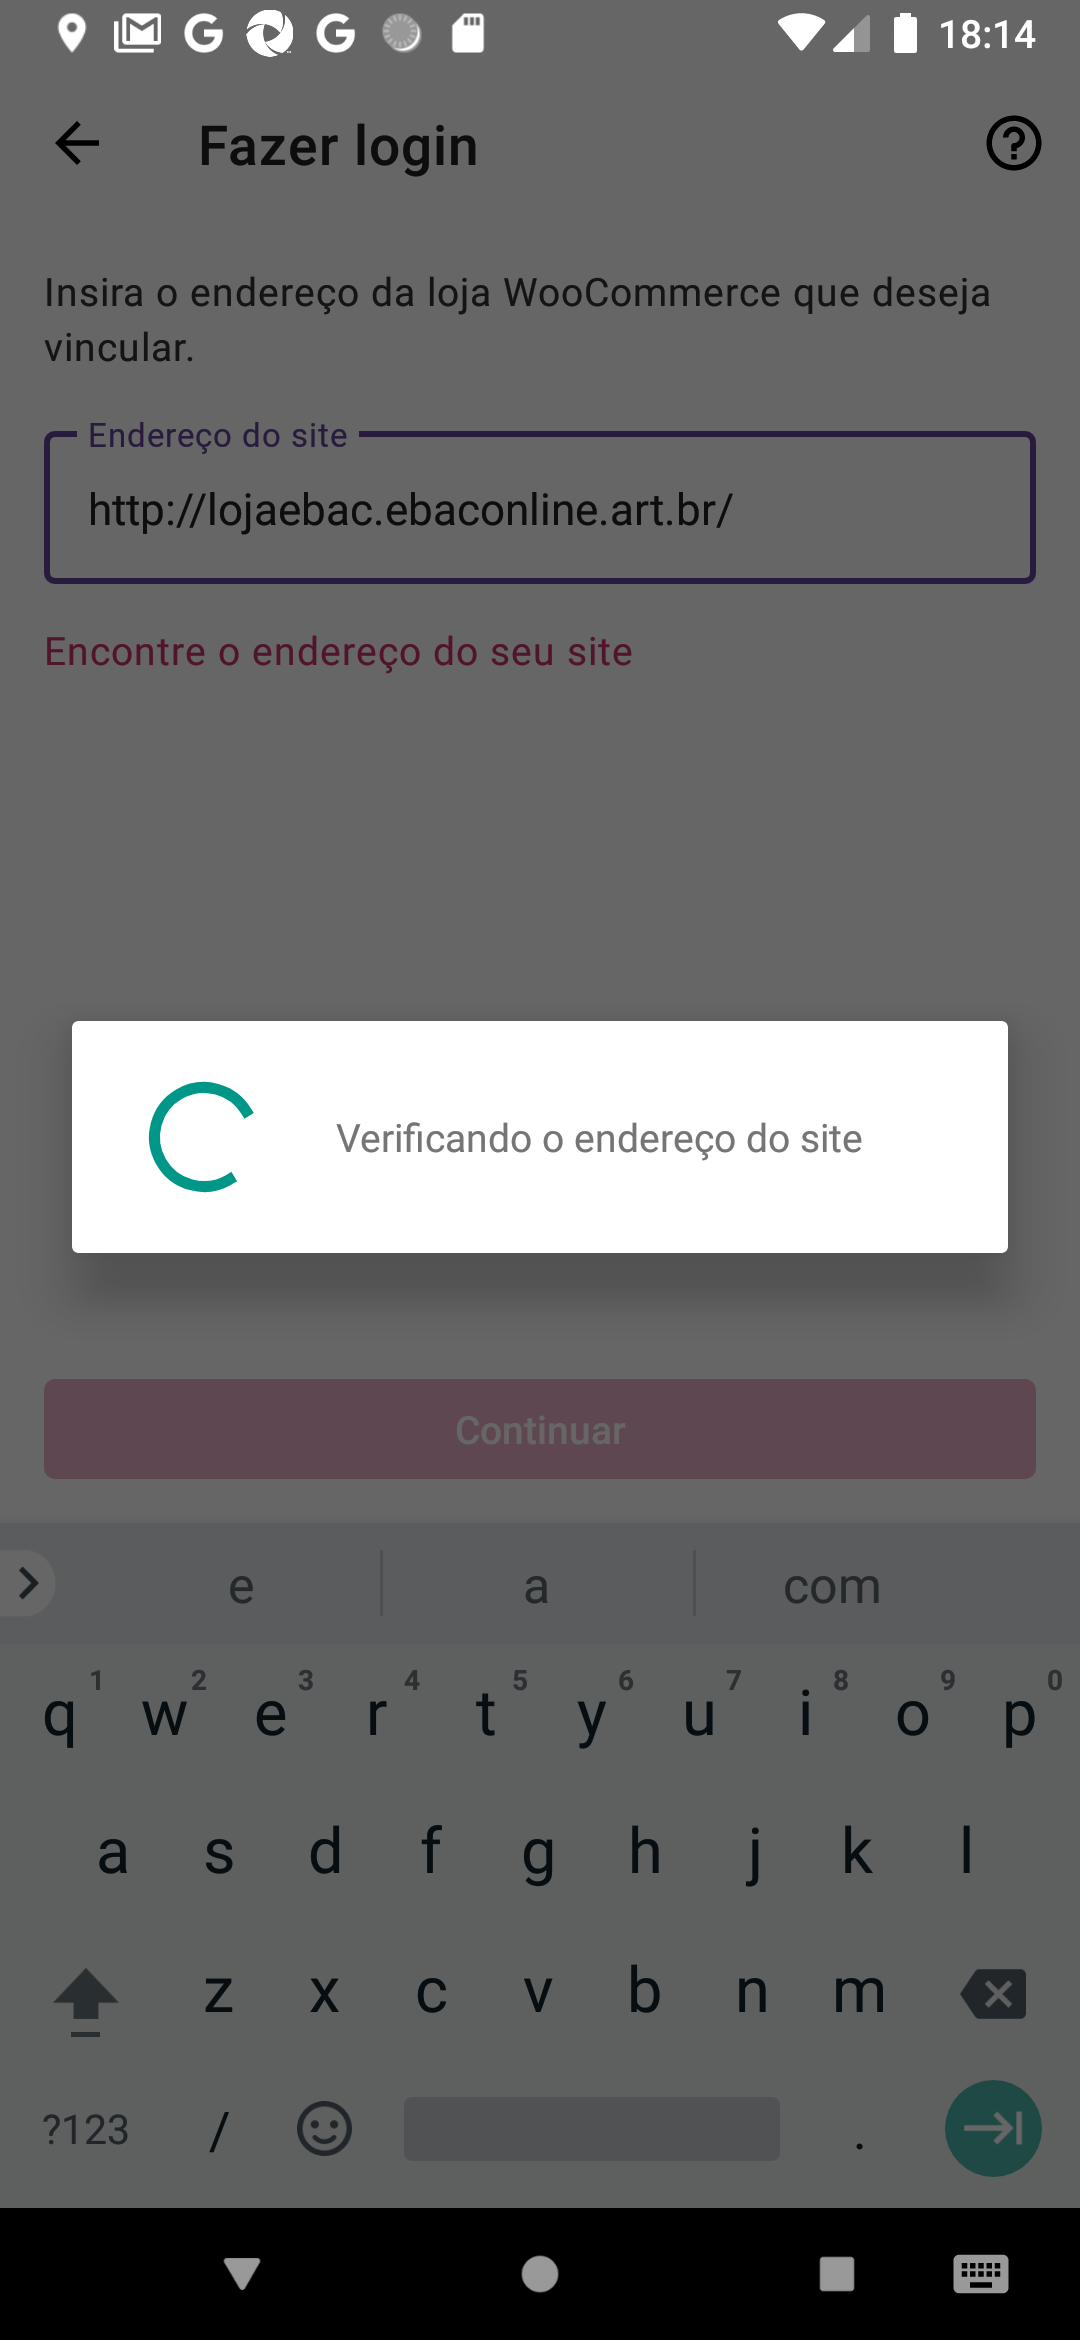 18:14
Fazer login
Insira o endereço da loja WooCommerce que deseja
vincular.
Endereço do site
http://lojaebac.ebaconline.art.br/
Encontre o endereço do seu site
Verificando o endereço do site
Continuar
e a com
1 2 3 4 5 6 7 8 9 0
q w e r t y u i o p
a s d f g h j k l
z x c v b n m
?123 / .